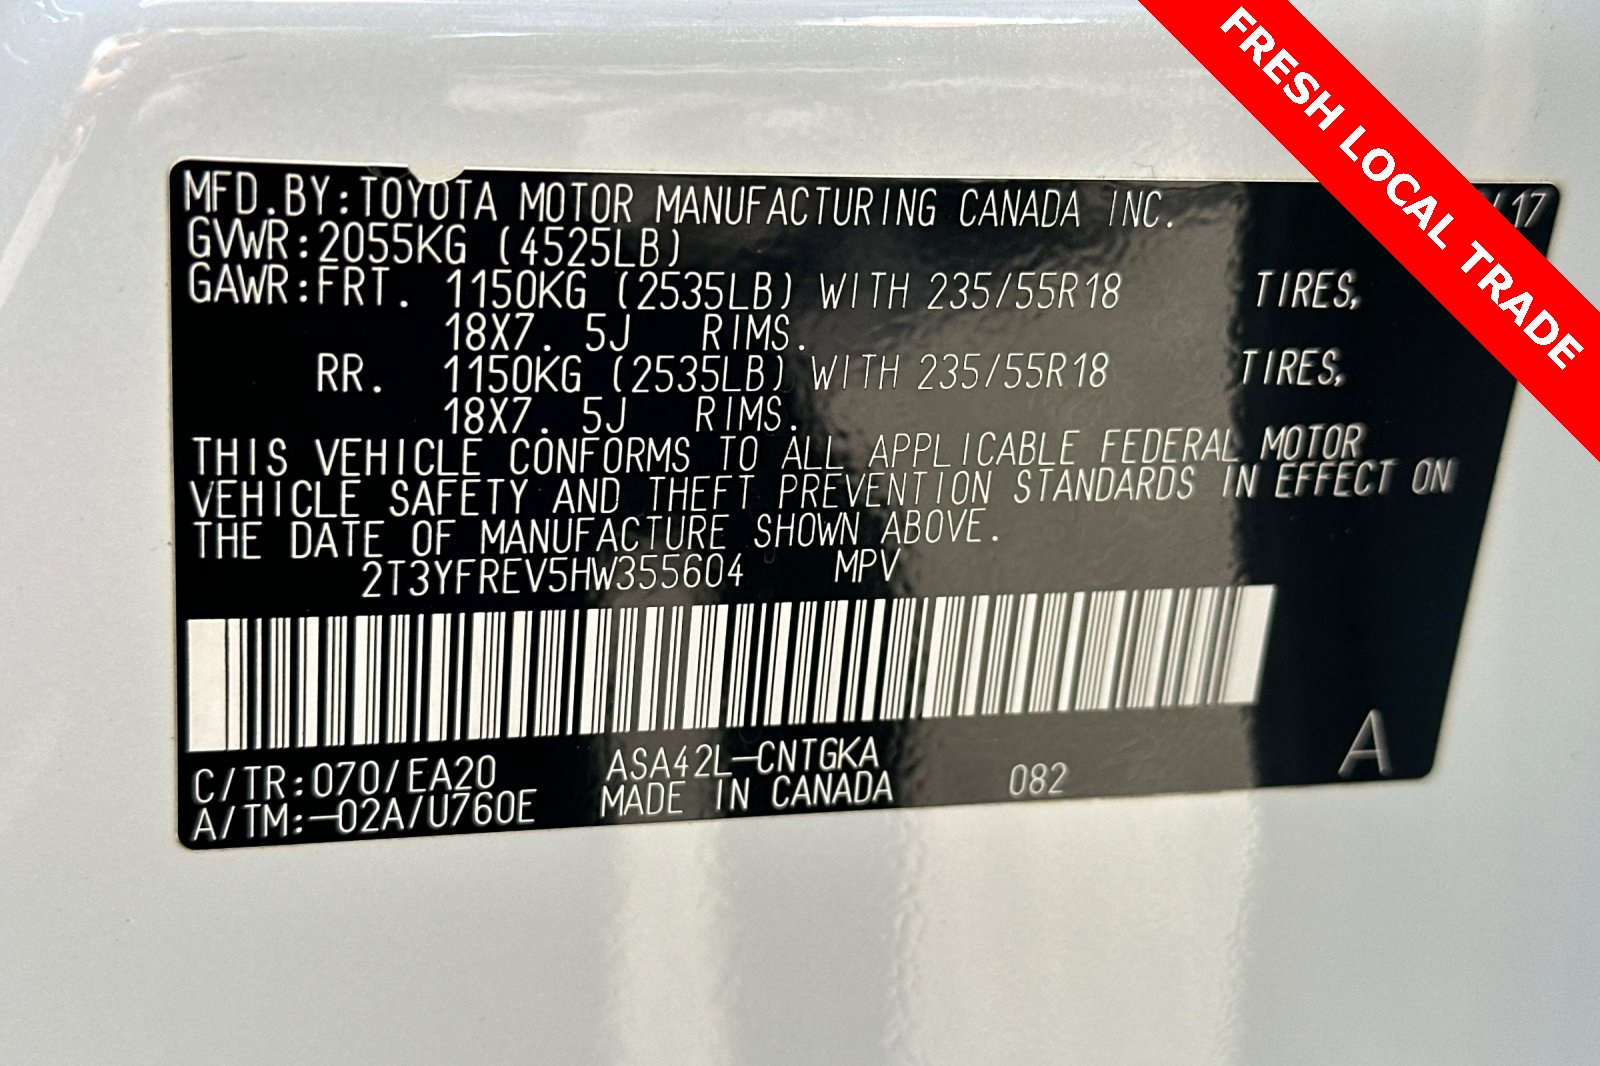 MFD.BY:TOYOTA MOTOR MANUFACTURING CANADA INC. /17
GVWR:2055KG (4525LB)
GAWR:FRT. 1150KG (2535LB) WITH 235/55R18 TIRES,
18X7. 5J RIMS.
RR. 1150KG (2535LB) WITH 235/55R18 TIRES,
18X7. 5J RIMS.
THIS VEHICLE CONFORMS TO ALL APPLICABLE FEDERAL MOTOR
VEHICLE SAFETY AND THEFT PREVENTION STANDARDS IN EFFECT ON
THE DATE OF MANUFACTURE SHOWN ABOVE.
2T3YFREV5HW355604 MPV
C/TR:070/EA20 ASA42L-CNTGKA
A/TM:-02A/U760E MADE IN CANADA 082 A
FRESH LOCAL TRADE